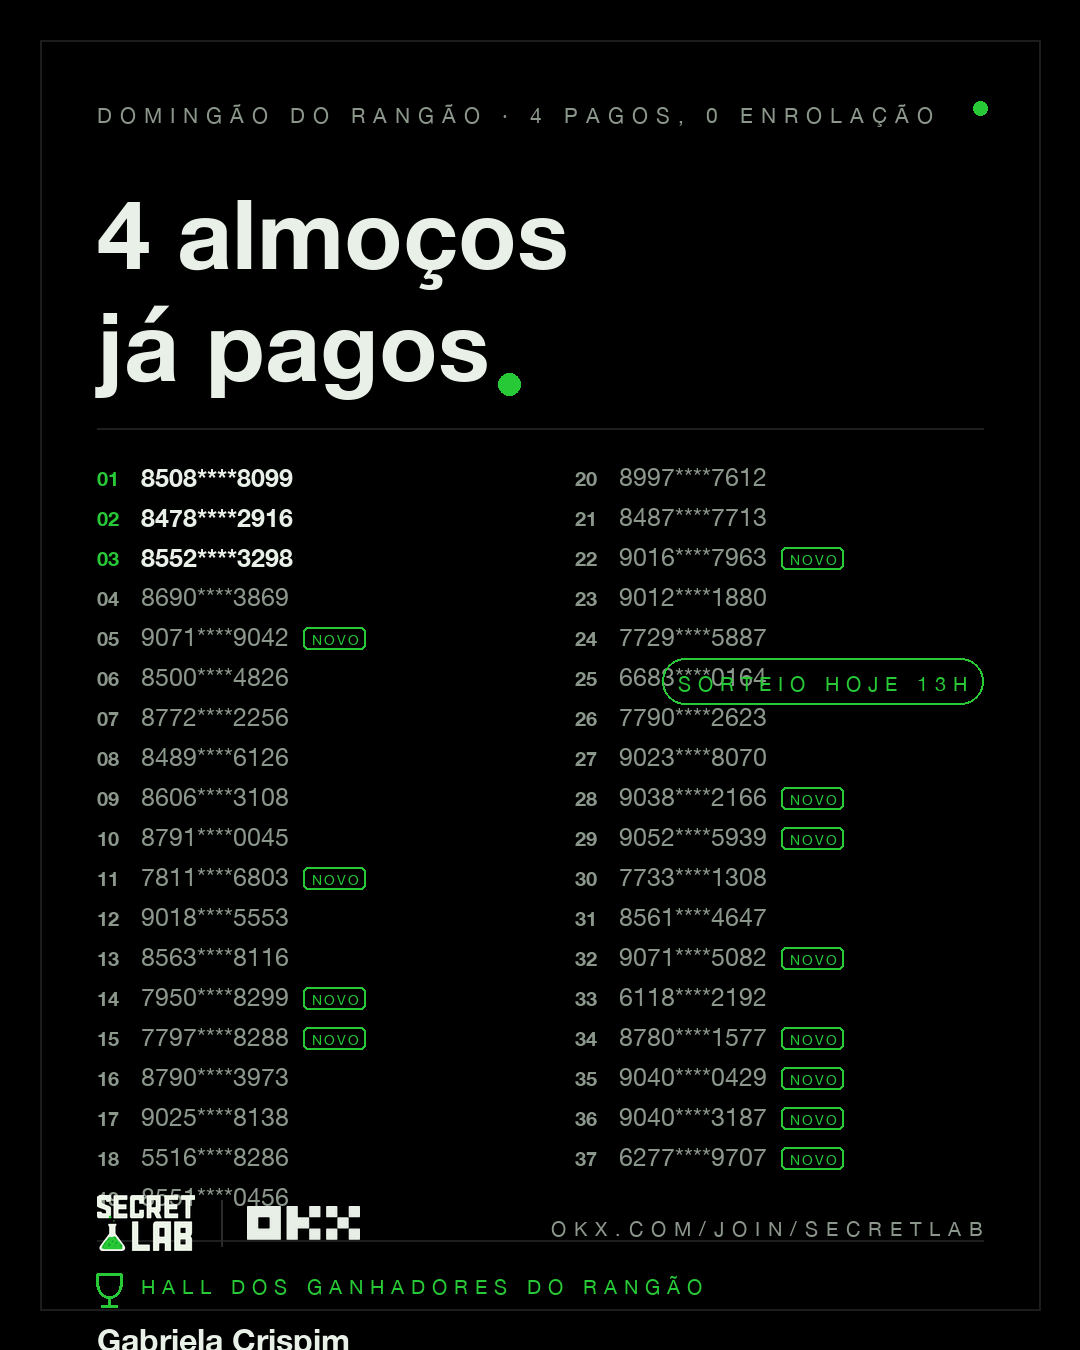 DOMINGÃO DO RANGÃO · 4 PAGOS, 0 ENROLAÇÃO
4 almoços
já pagos.
01 8508****8099
02 8478****2916
03 8552****3298
04 8690****3869
05 9071****9042 NOVO
06 8500****4826
07 8772****2256
08 8489****6126
09 8606****3108
10 8791****0045
11 7811****6803 NOVO
12 9018****5553
13 8563****8116
14 7950****8299 NOVO
15 7797****8288 NOVO
16 8790****3973
17 9025****8138
18 5516****8286
19 8551****0456
20 8997****7612
21 8487****7713
22 9016****7963 NOVO
23 9012****1880
24 7729****5887
25 6683****0164
SORTEIO HOJE 13H
26 7790****2623
27 9023****8070
28 9038****2166 NOVO
29 9052****5939 NOVO
30 7733****1308
31 8561****4647
32 9071****5082 NOVO
33 6118****2192
34 8780****1577 NOVO
35 9040****0429 NOVO
36 9040****3187 NOVO
37 6277****9707 NOVO
SECRET
LAB
OKX
OKX.COM/JOIN/SECRETLAB
HALL DOS GANHADORES DO RANGÃO
Gabriela Crispim